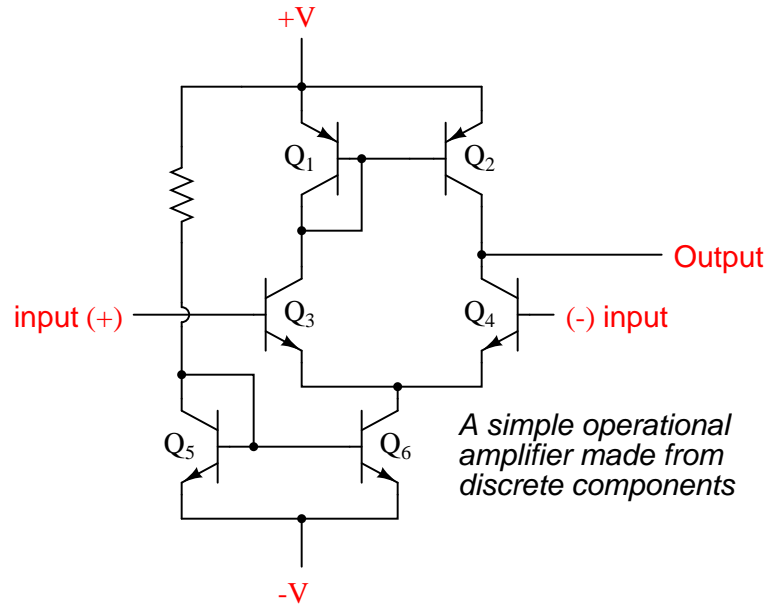 +V
Q1
Q2
Output
input (+)
Q3
Q4
(-) input
Q5
Q6
A simple operational
amplifier made from
discrete components
-V